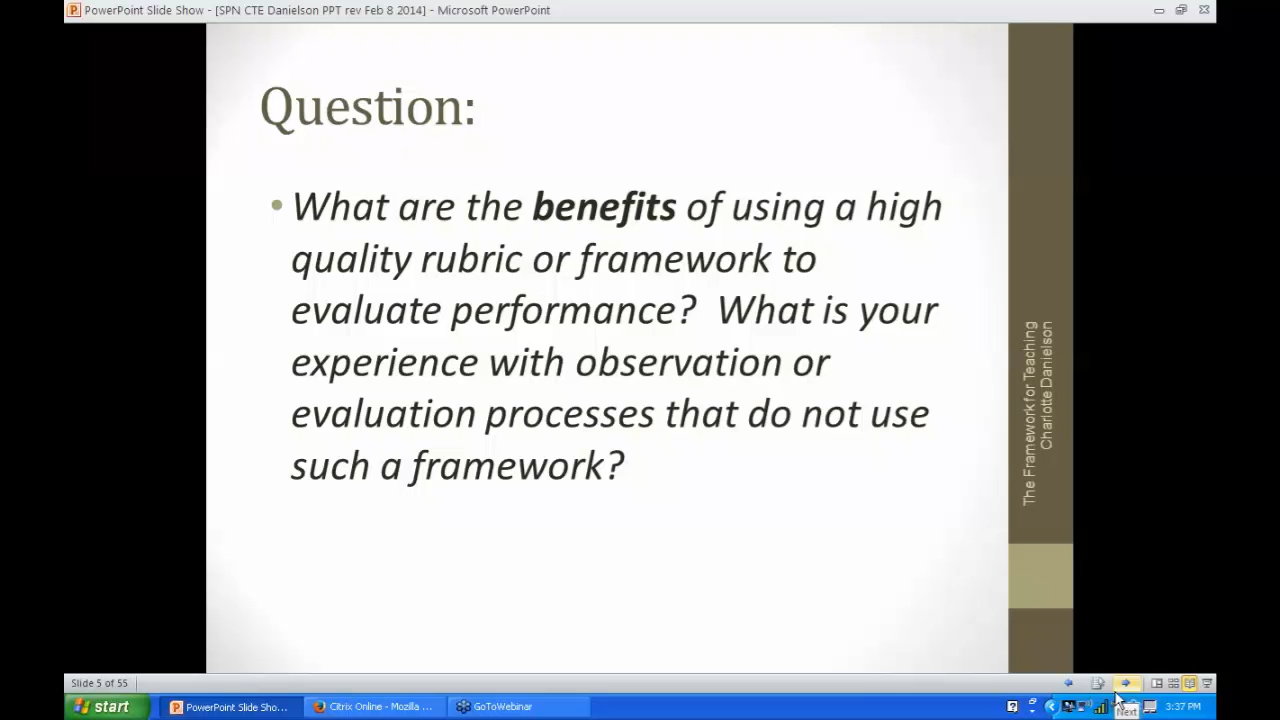 PowerPoint Slide Show - [SPN CTE Danielson PPT rev Feb 8 2014] - Microsoft PowerPoint
Question:
• What are the benefits of using a high
quality rubric or framework to
evaluate performance?  What is your
experience with observation or
evaluation processes that do not use
such a framework?
The Framework for Teaching
Charlotte Danielson
Slide 5 of 55
start
PowerPoint Slide Sho...
Citrix Online - Mozilla ...
GoToWebinar
Next
3:37 PM